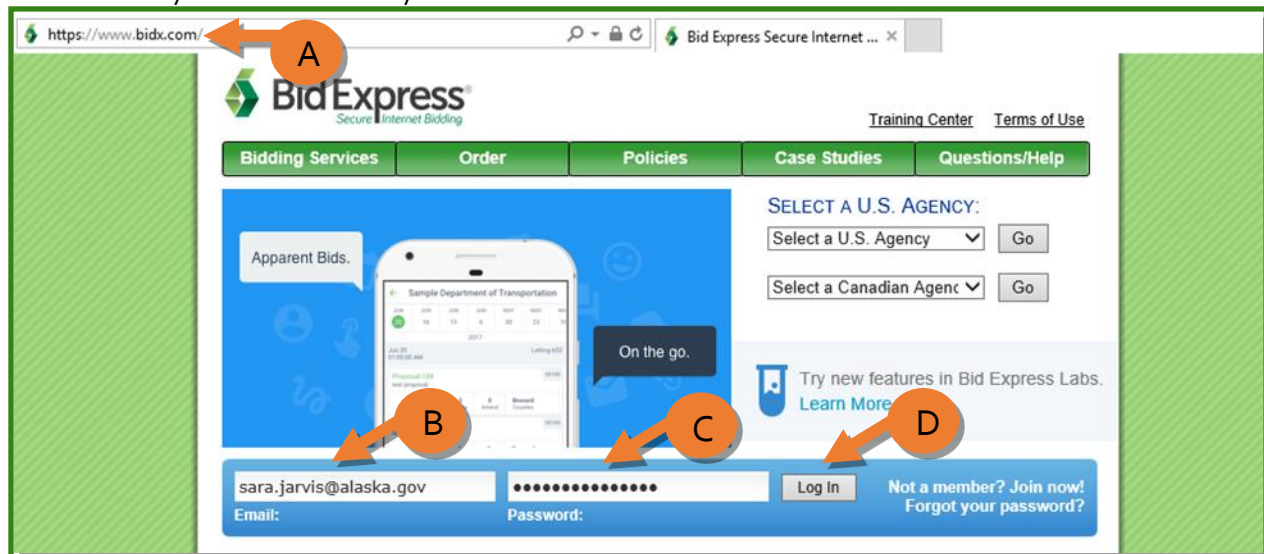 https://www.bidx.com/
Bid Express Secure Internet ... ×
A
Bid Express®
Secure Internet Bidding
Training Center Terms of Use
Bidding Services Order Policies Case Studies Questions/Help
SELECT A U.S. AGENCY:
Select a U.S. Agency Go
Select a Canadian Agenc Go
Apparent Bids.
Sample Department of Transportation
2017
On the go.
Try new features in Bid Express Labs.
Learn More
B
C
D
sara.jarvis@alaska.gov ••••••••••••••• Log In
Email: Password:
Not a member? Join now!
Forgot your password?